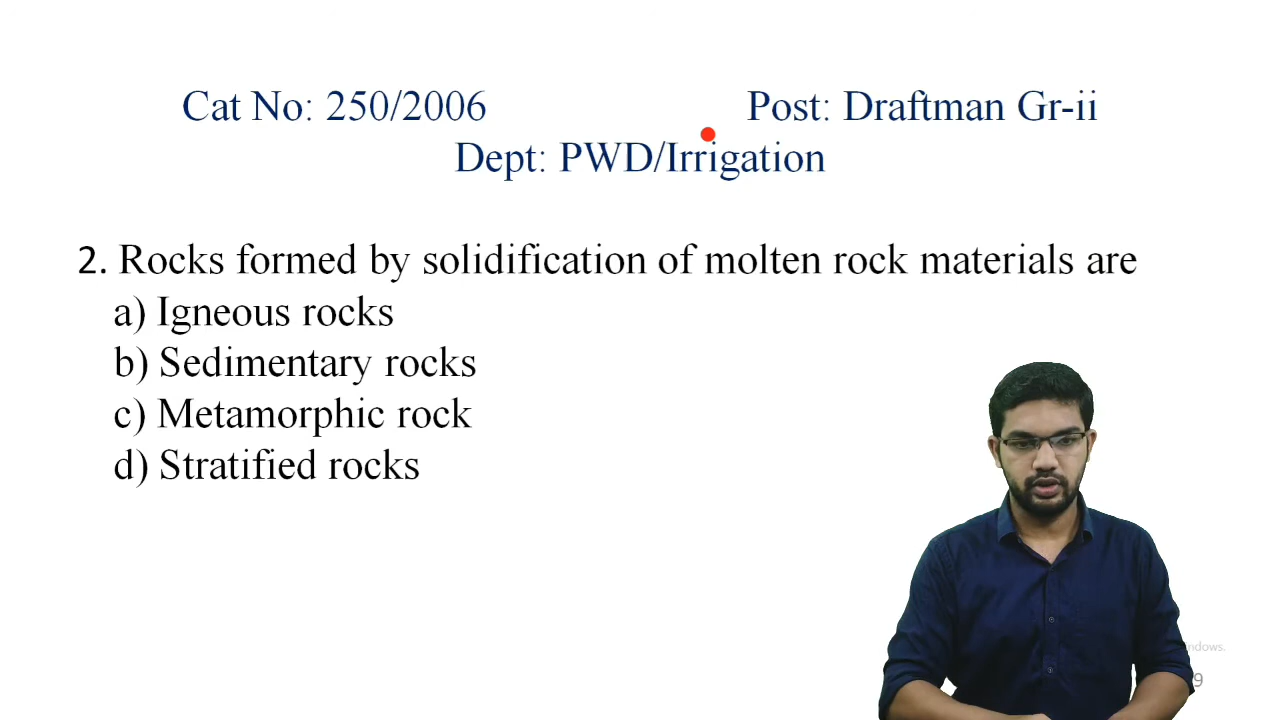 Cat No: 250/2006 Post: Draftman Gr-ii
Dept: PWD/Irrigation
2. Rocks formed by solidification of molten rock materials are
a) Igneous rocks
b) Sedimentary rocks
c) Metamorphic rock
d) Stratified rocks
9